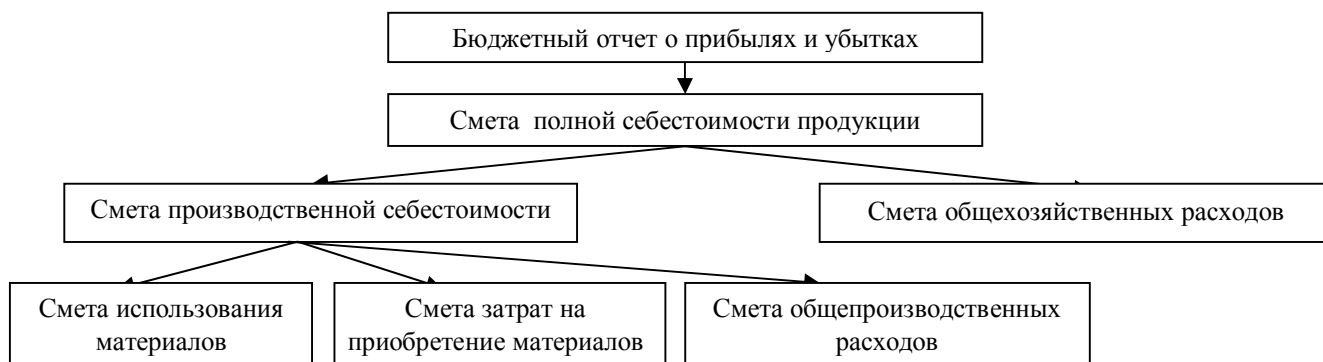 Бюджетный отчет о прибылях и убытках
Смета полной себестоимости продукции
Смета производственной себестоимости
Смета общехозяйственных расходов
Смета использования
материалов
Смета затрат на
приобретение материалов
Смета общепроизводственных
расходов